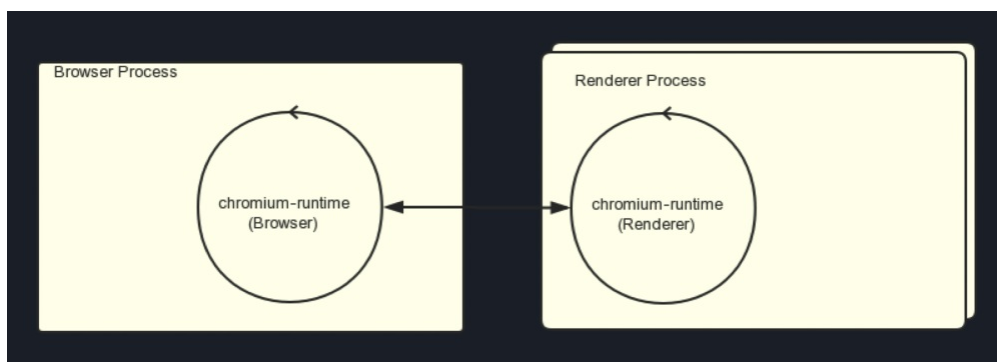 Browser Process
chromium-runtime
(Browser)
Renderer Process
chromium-runtime
(Renderer)